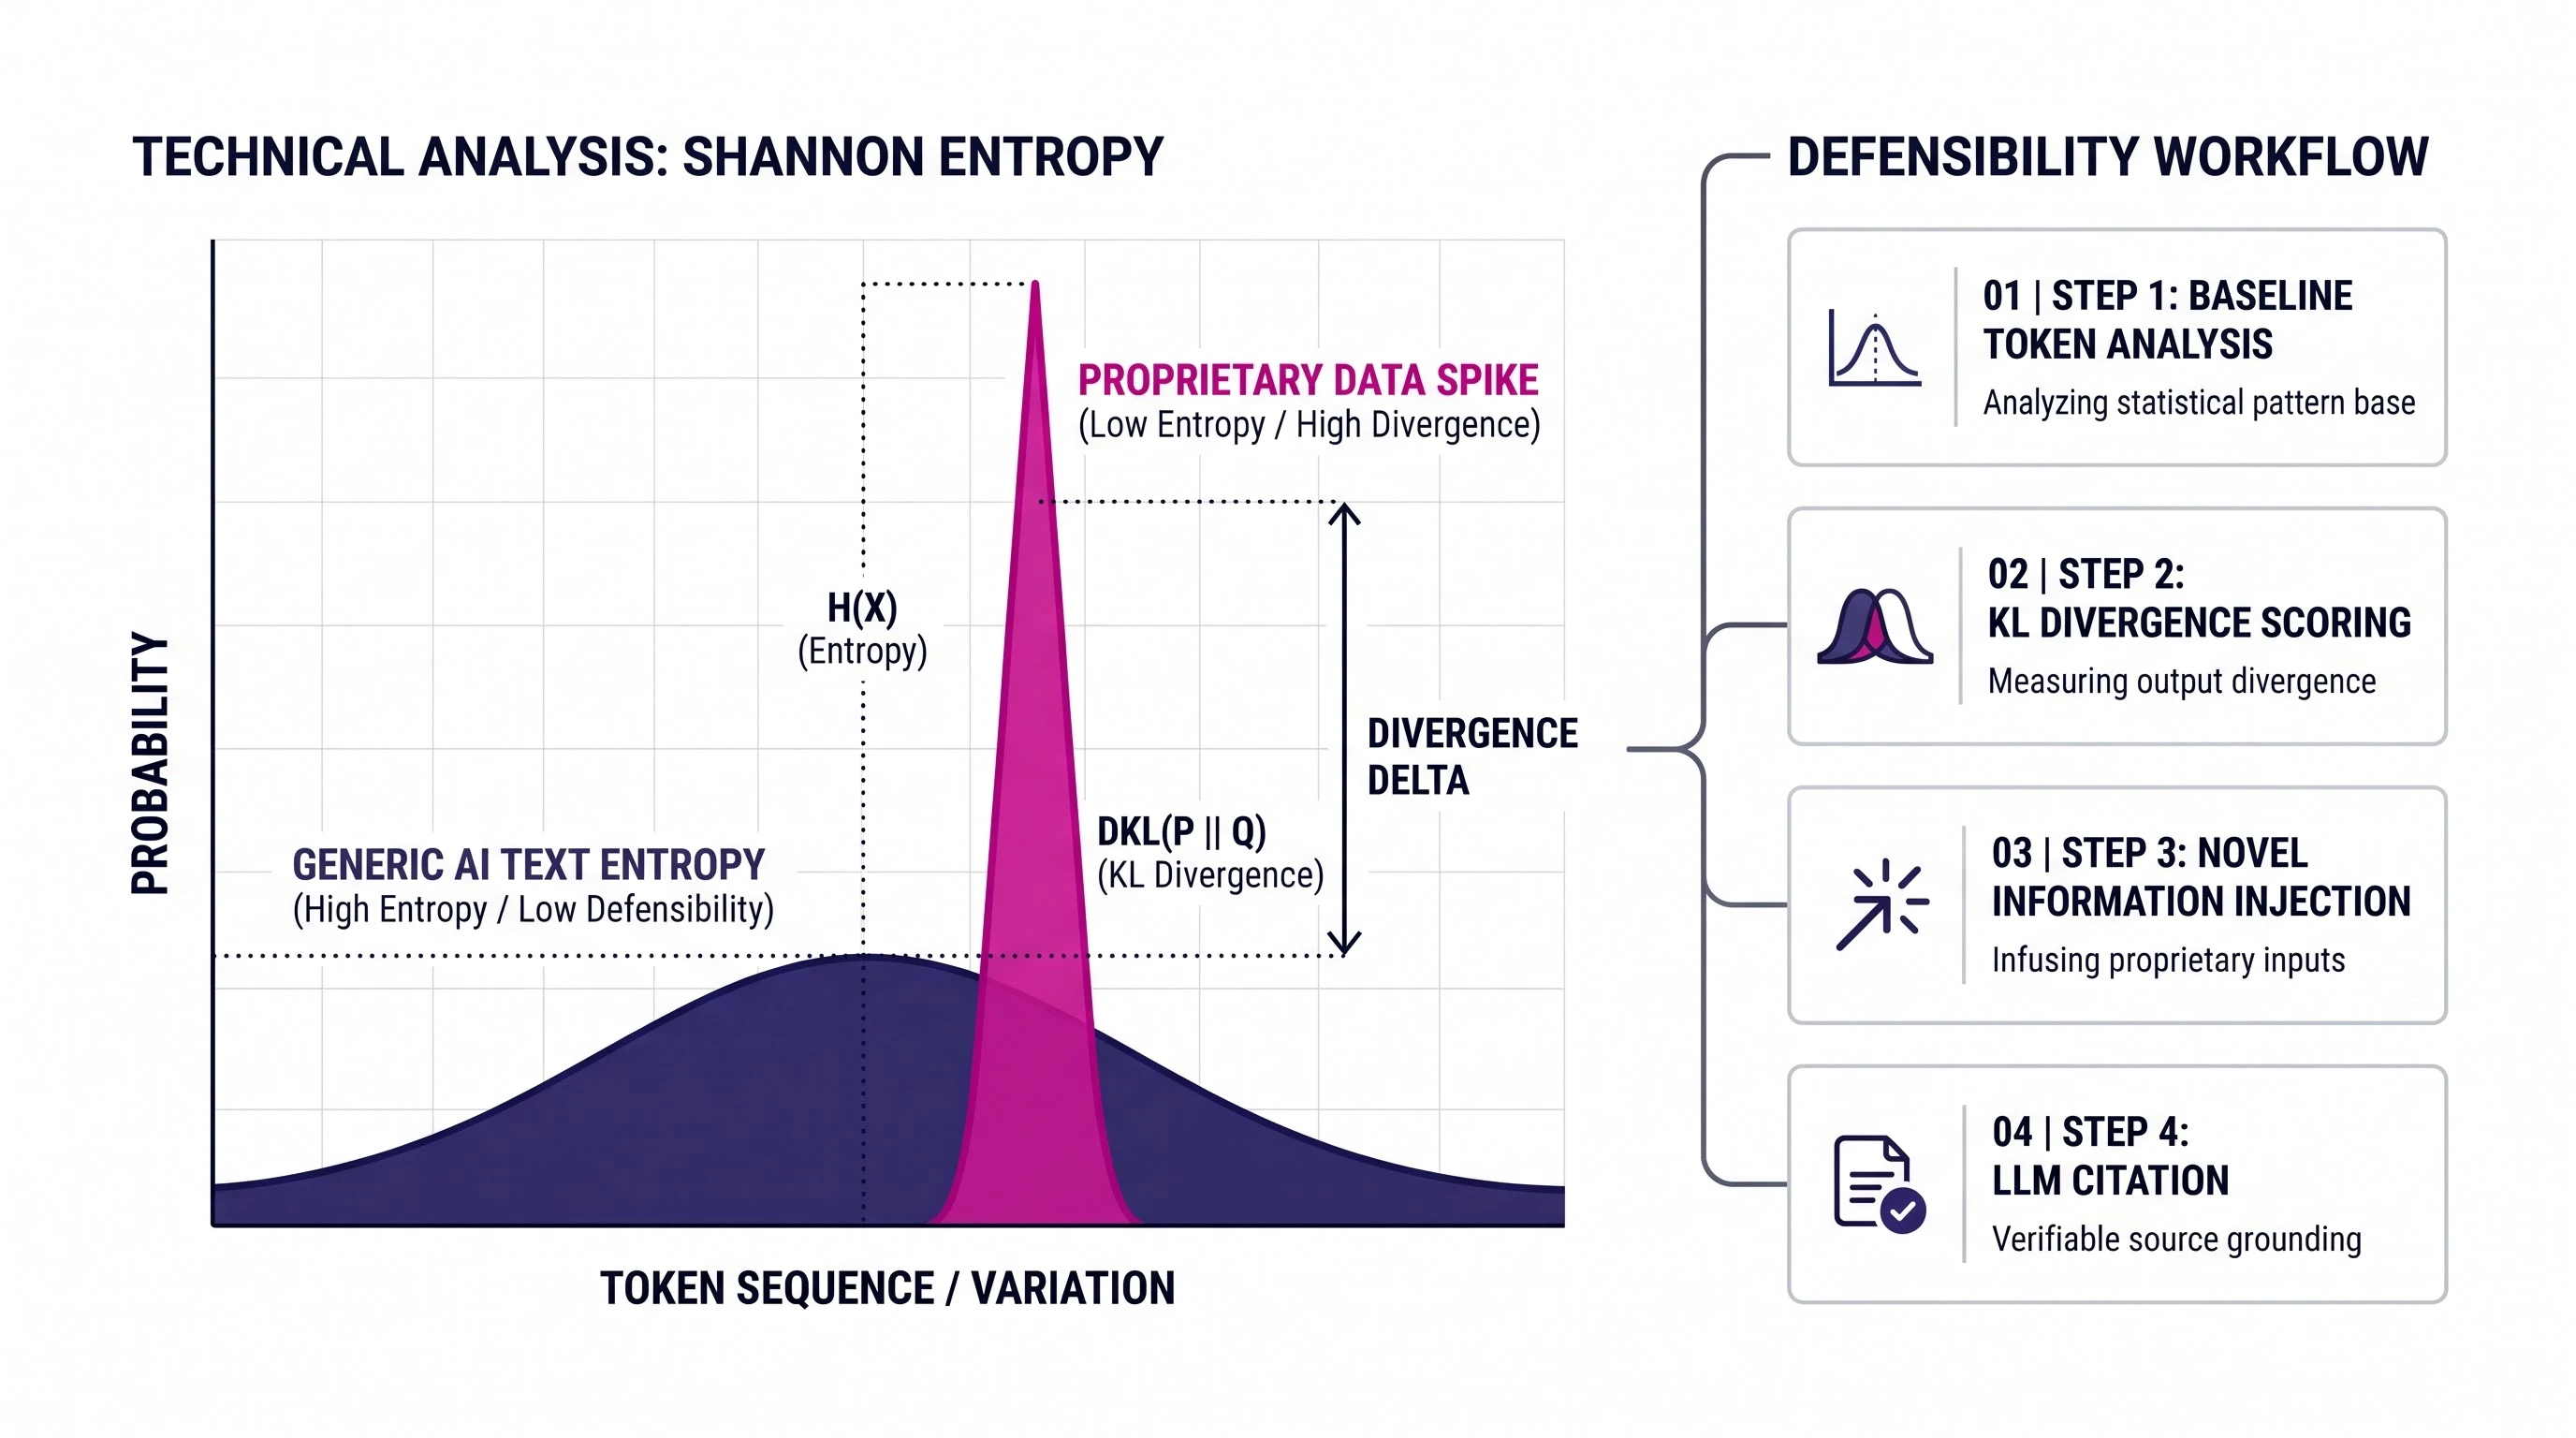 TECHNICAL ANALYSIS: SHANNON ENTROPY
PROBABILITY
PROPRIETARY DATA SPIKE
(Low Entropy / High Divergence)
H(X)
(Entropy)
DIVERGENCE
DELTA
DKL(P || Q)
(KL Divergence)
GENERIC AI TEXT ENTROPY
(High Entropy / Low Defensibility)
TOKEN SEQUENCE / VARIATION
DEFENSIBILITY WORKFLOW
01 | STEP 1: BASELINE
TOKEN ANALYSIS
Analyzing statistical pattern base
02 | STEP 2:
KL DIVERGENCE SCORING
Measuring output divergence
03 | STEP 3: NOVEL
INFORMATION INJECTION
Infusing proprietary inputs
04 | STEP 4:
LLM CITATION
Verifiable source grounding